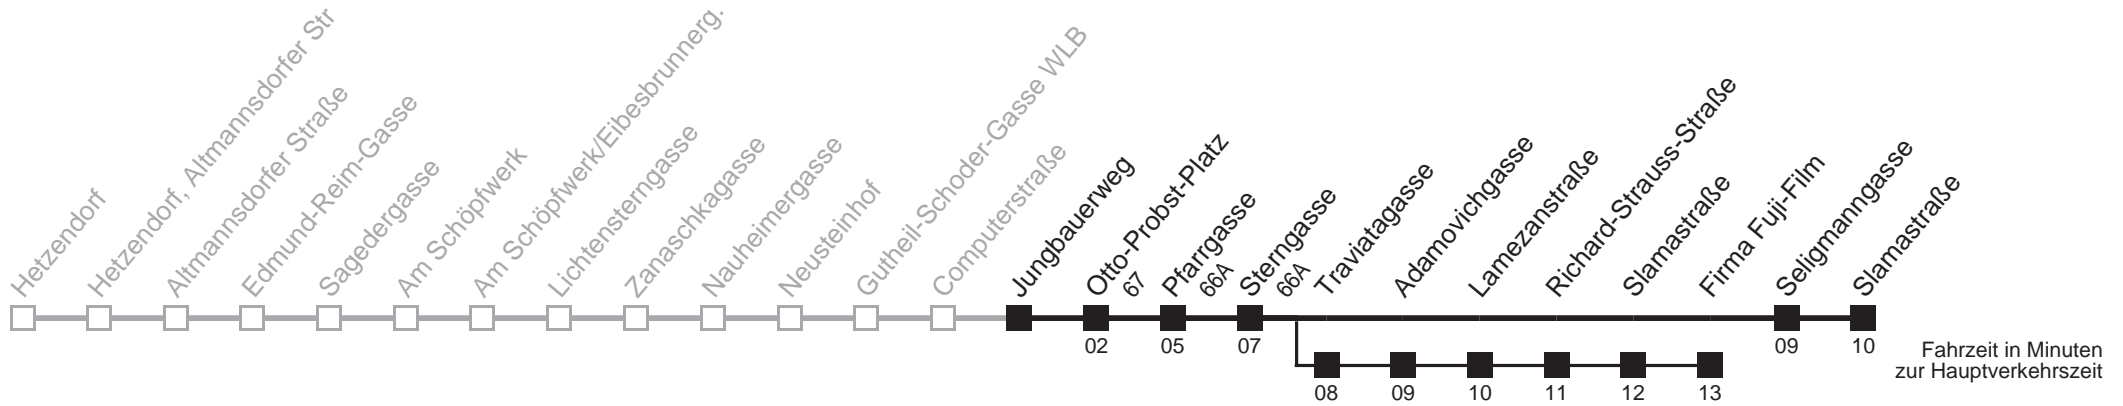 Hetzendorf
Hetzendorf, Altmannsdorfer Str
Altmannsdorfer Straße
Edmund-Reim-Gasse
Sagedergasse
Am Schöpfwerk
Am Schöpfwerk/Eibesbrunnerg.
Lichtensterngasse
Zanaschkagasse
Nauheimergasse
Neusteinhof
Gutheil-Schoder-Gasse WLB
Computerstraße
Jungbauerweg
Otto-Probst-Platz
67
Pfarrgasse
66A
Sterngasse
66A
Traviatagasse
Adamovichgasse
Lamezanstraße
Richard-Strauss-Straße
Slamastraße
Firma Fuji-Film
Seligmanngasse
Slamastraße
02 05 07 09 10
08 09 10 11 12 13
Fahrzeit in Minuten
zur Hauptverkehrszeit